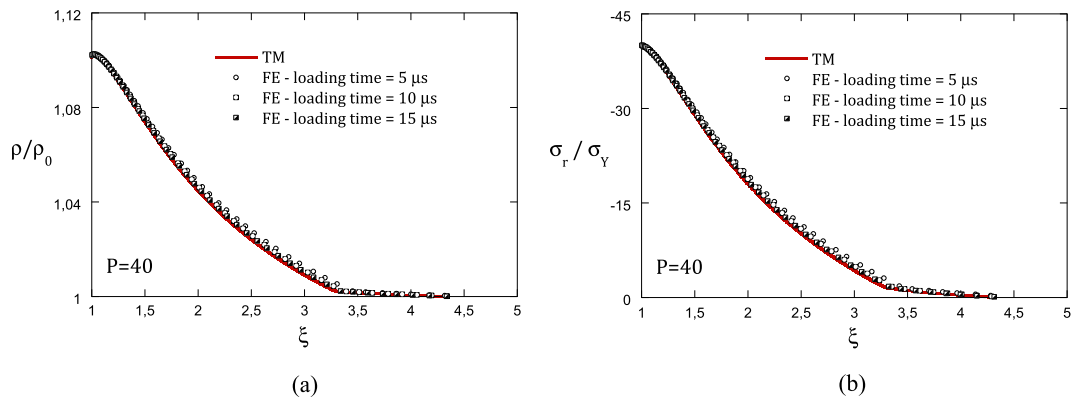 1,12
1,08
1,04
1
ρ/ρ0
TM
FE - loading time = 5 μs
FE - loading time = 10 μs
FE - loading time = 15 μs
P=40
1 1,5 2 2,5 3 3,5 4 4,5 5
ξ
(a)
-45
-30
-15
0
σr / σY
TM
FE - loading time = 5 μs
FE - loading time = 10 μs
FE - loading time = 15 μs
P=40
1 1,5 2 2,5 3 3,5 4 4,5 5
ξ
(b)